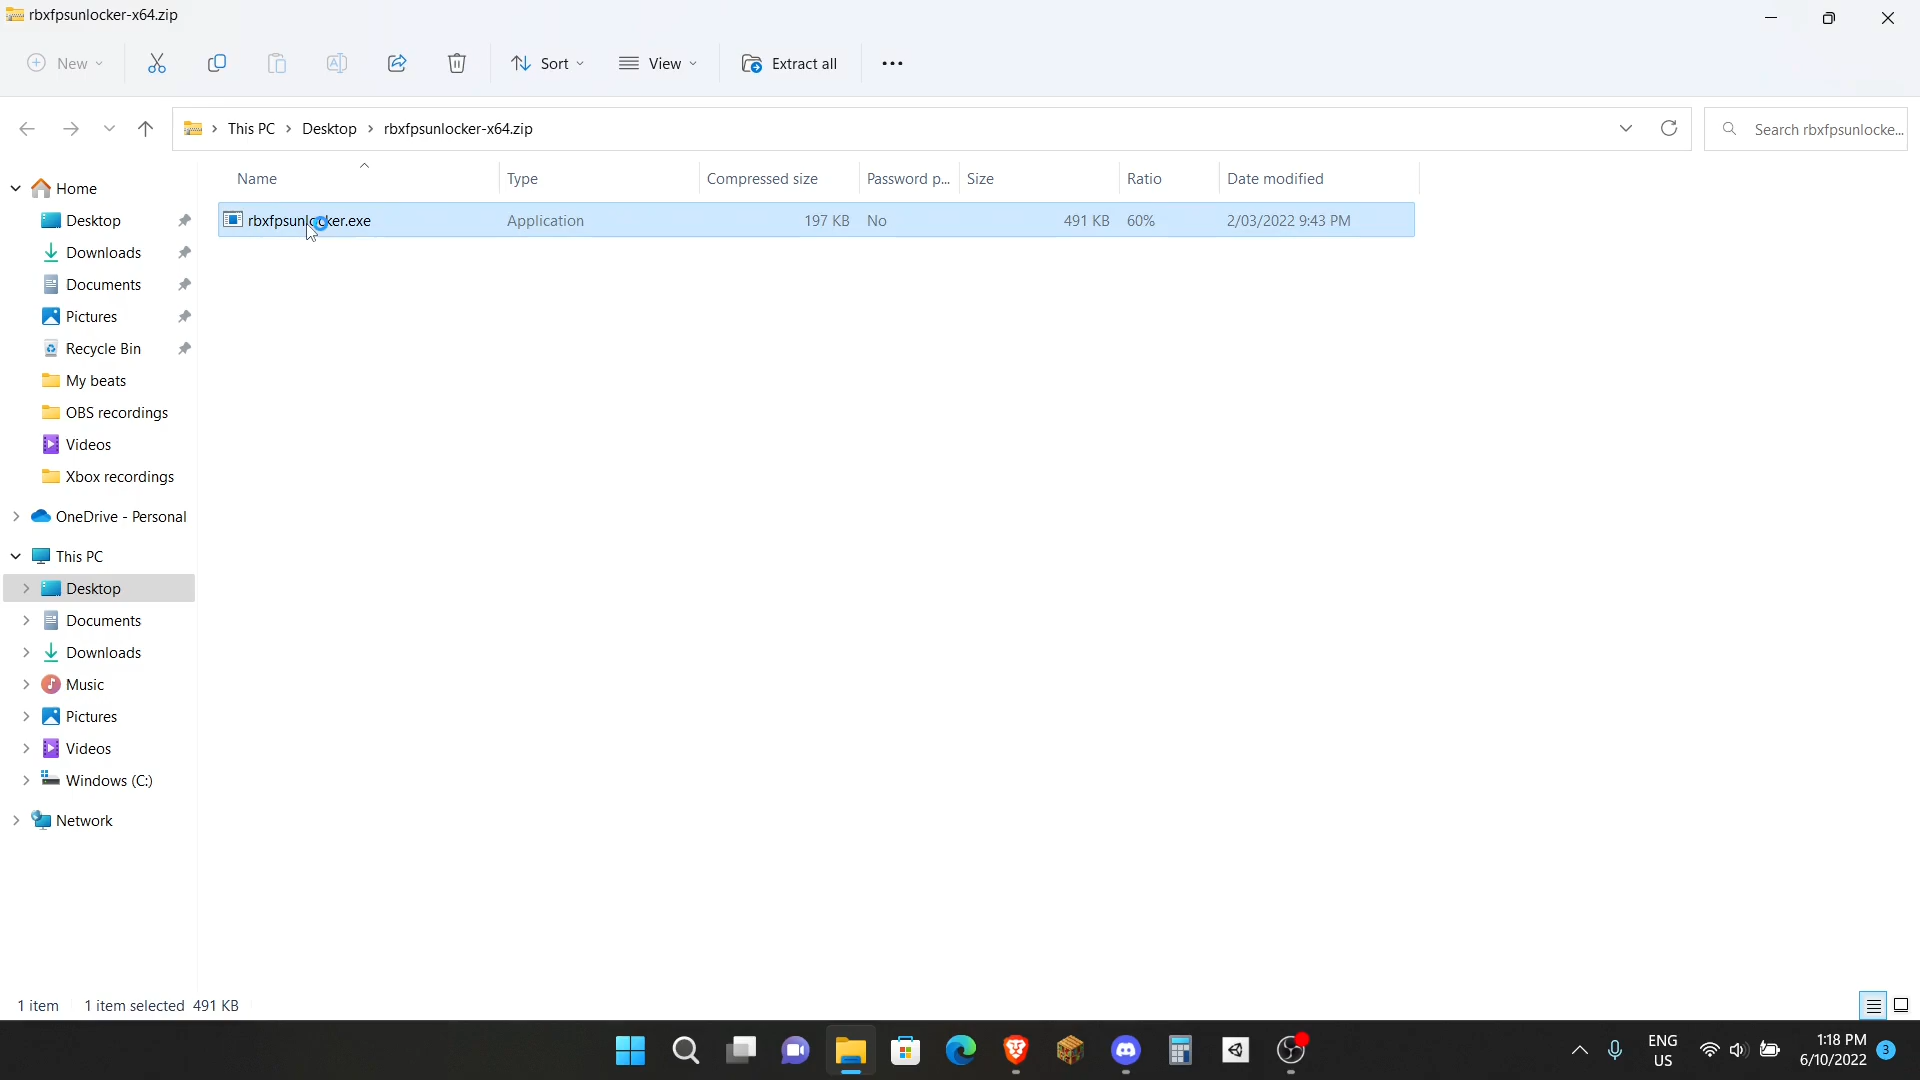 rbxfpsunlocker-x64.zip
New
Sort
View
Extract all
This PC > Desktop > rbxfpsunlocker-x64.zip
Search rbxfpsunlocke...
Name Type Compressed size Password p... Size Ratio Date modified
rbxfpsunlocker.exe Application 197 KB No 491 KB 60% 2/03/2022 9:43 PM
Home
Desktop
Downloads
Documents
Pictures
Recycle Bin
My beats
OBS recordings
Videos
Xbox recordings
OneDrive - Personal
This PC
Desktop
Documents
Downloads
Music
Pictures
Videos
Windows (C:)
Network
1 item 1 item selected 491 KB
ENG
US
1:18 PM
6/10/2022
3